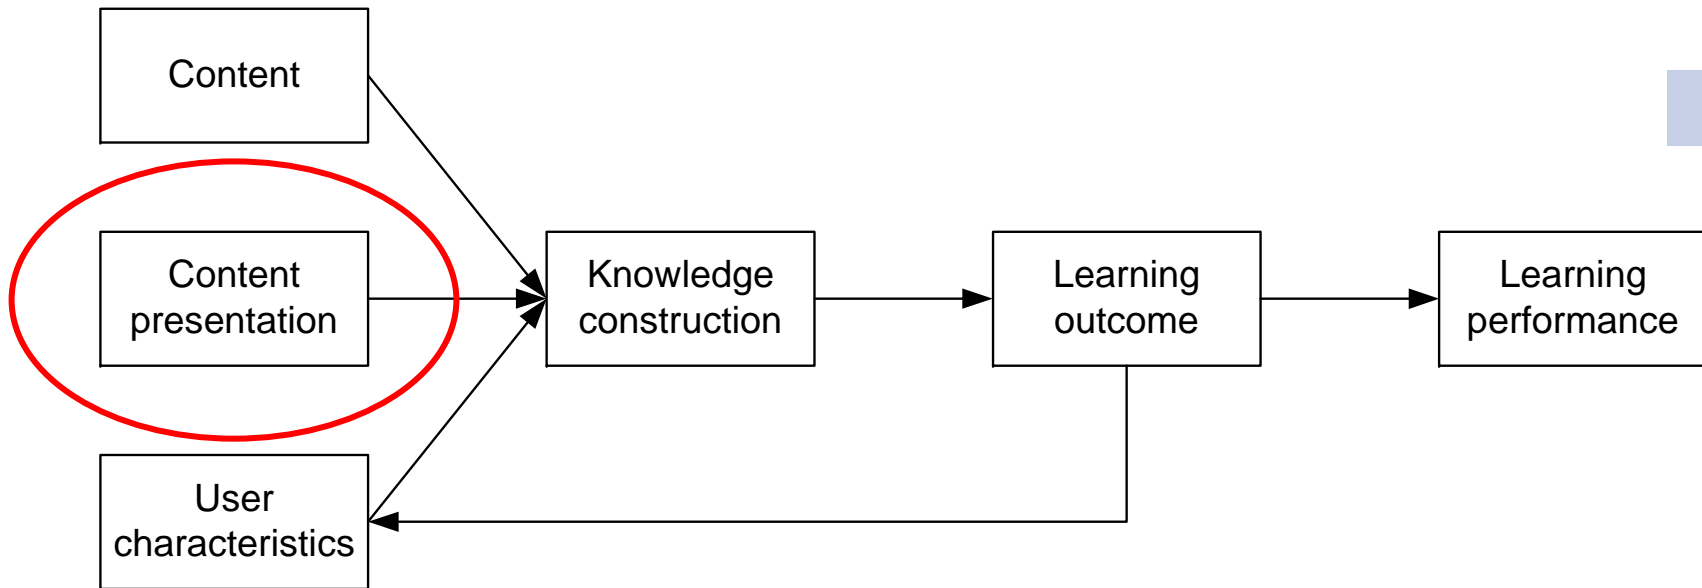 Content
Content
presentation
Knowledge
construction
Learning
outcome
Learning
performance
User
characteristics